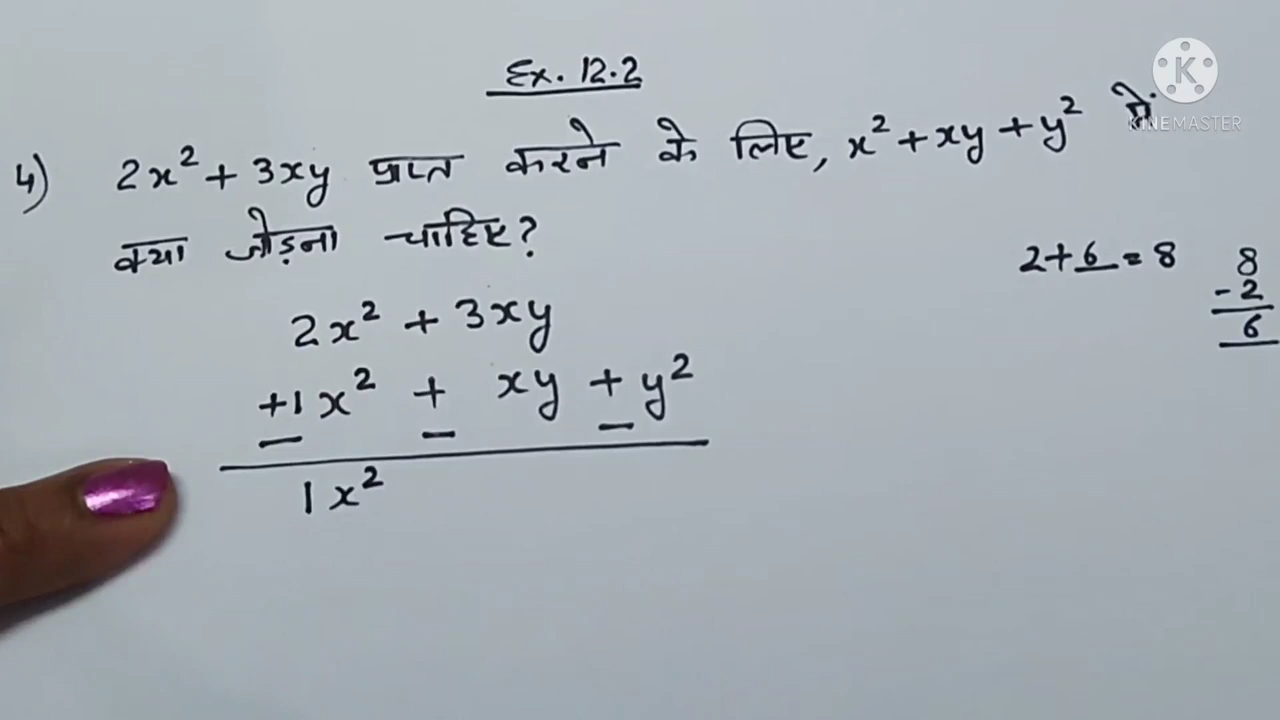 Ex. 12.2
4) 2x² + 3xy प्राप्त करने के लिए, x² + xy + y² में
क्या जोड़ना चाहिए?
2 + 6 = 8
8
- 2
6
2x² + 3xy
+1x² + xy + y²
− − −
1x²
K
KINEMASTER